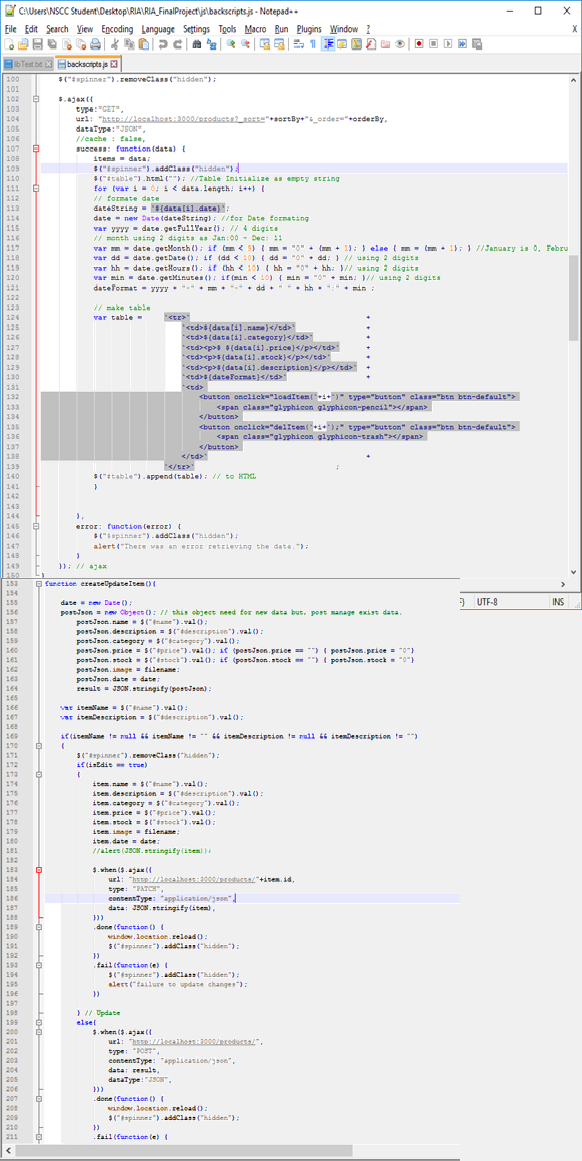 C:\Users\NSCC Student\Desktop\RIA\RIA_FinalProject\js\backscripts.js - Notepad++
File Edit Search View Encoding Language Settings Tools Macro Run Plugins Window ? X
libTest.txt backscripts.js
100 $("#spinner").removeClass("hidden");
101
102 $.ajax({
103 type:"GET",
104 url: "http://localhost:3000/products?_sort="+sortBy+"&_order="+orderBy,
105 dataType:"JSON",
106 //cache : false,
107 success: function(data) {
108 items = data;
109 $("#spinner").addClass("hidden");
110 $("#table").html(""); //Table Initialize as empty string
111 for (var i = 0; i < data.length; i++) {
112 // formate date
113 dateString = `${data[i].date}`;
114 date = new Date(dateString); //for Date formating
115 var yyyy = date.getFullYear(); // 4 digits
116 // month using 2 digits as Jan:00 ~ Dec: 11
117 var mm = date.getMonth(); if (mm < 9) { mm = "0" + (mm + 1); } else { mm = (mm + 1); } //January is 0, Febru
118 var dd = date.getDate(); if (dd < 10) { dd = "0" + dd; } // using 2 digits
119 var hh = date.getHours(); if (hh < 10) { hh = "0" + hh; }// using 2 digits
120 var min = date.getMinutes(); if(min < 10) { min = "0" + min; }// using 2 digits
121 dateFormat = yyyy + "-" + mm + "-" + dd + " " + hh + ":" + min ;
122
123 // make table
124 var table = `<tr>` +
125 `<td>${data[i].name}</td>` +
126 `<td>${data[i].category}</td>` +
127 `<td><p>$ ${data[i].price}</p></td>` +
128 `<td><p>${data[i].stock}</p></td>` +
129 `<td><p>${data[i].description}</p></td>` +
130 `<td>${dateFormat}</td>` +
131 `<td>
132 <button onclick="loadItem(`+i+`)" type="button" class="btn btn-default">
133 <span class="glyphicon glyphicon-pencil"></span>
134 </button>
135 <button onclick="delItem(`+i+`);" type="button" class="btn btn-default">
136 <span class="glyphicon glyphicon-trash"></span>
137 </button>
138 </td>` +
139 `</tr>` ;
140 $("#table").append(table); // to HTML
141 }
142
143
144 },
145 error: function(error) {
146 $("#spinner").addClass("hidden");
147 alert("There was an error retrieving the data.");
148 }
149 }); // ajax
150 }
UTF-8 INS
153 function createUpdateItem(){
154
155 date = new Date();
156 postJson = new Object(); // this object need for new data but, post manage exist data.
157 postJson.name = $("#name").val();
158 postJson.description = $("#description").val();
159 postJson.category = $("#category").val();
160 postJson.price = $("#price").val(); if (postJson.price == "") { postJson.price = "0"}
161 postJson.stock = $("#stock").val(); if (postJson.stock == "") { postJson.stock = "0"}
162 postJson.image = filename;
163 postJson.date = date;
164 result = JSON.stringify(postJson);
165
166 var itemName = $("#name").val();
167 var itemDescription = $("#description").val();
168
169 if(itemName != null && itemName != "" && itemDescription != null && itemDescription != "")
170 {
171 $("#spinner").removeClass("hidden");
172 if(isEdit == true)
173 {
174 item.name = $("#name").val();
175 item.description = $("#description").val();
176 item.category = $("#category").val();
177 item.price = $("#price").val();
178 item.stock = $("#stock").val();
179 item.image = filename;
180 item.date = date;
181 //alert(JSON.stringify(item));
182
183 $.when($.ajax({
184 url: "http://localhost:3000/products/"+item.id,
185 type: "PATCH",
186 contentType: "application/json",
187 data: JSON.stringify(item),
188 }))
189 .done(function() {
190 window.location.reload();
191 $("#spinner").addClass("hidden");
192 })
193 .fail(function(e) {
194 $("#spinner").addClass("hidden");
195 alert("failure to update changes");
196 })
197
198 } // Update
199 else{
200 $.when($.ajax({
201 url: "http://localhost:3000/products/",
202 type: "POST",
203 contentType: "application/json",
204 data: result,
205 dataType:"JSON",
206 }))
207 .done(function() {
208 window.location.reload();
209 $("#spinner").addClass("hidden");
210 })
211 .fail(function(e) {